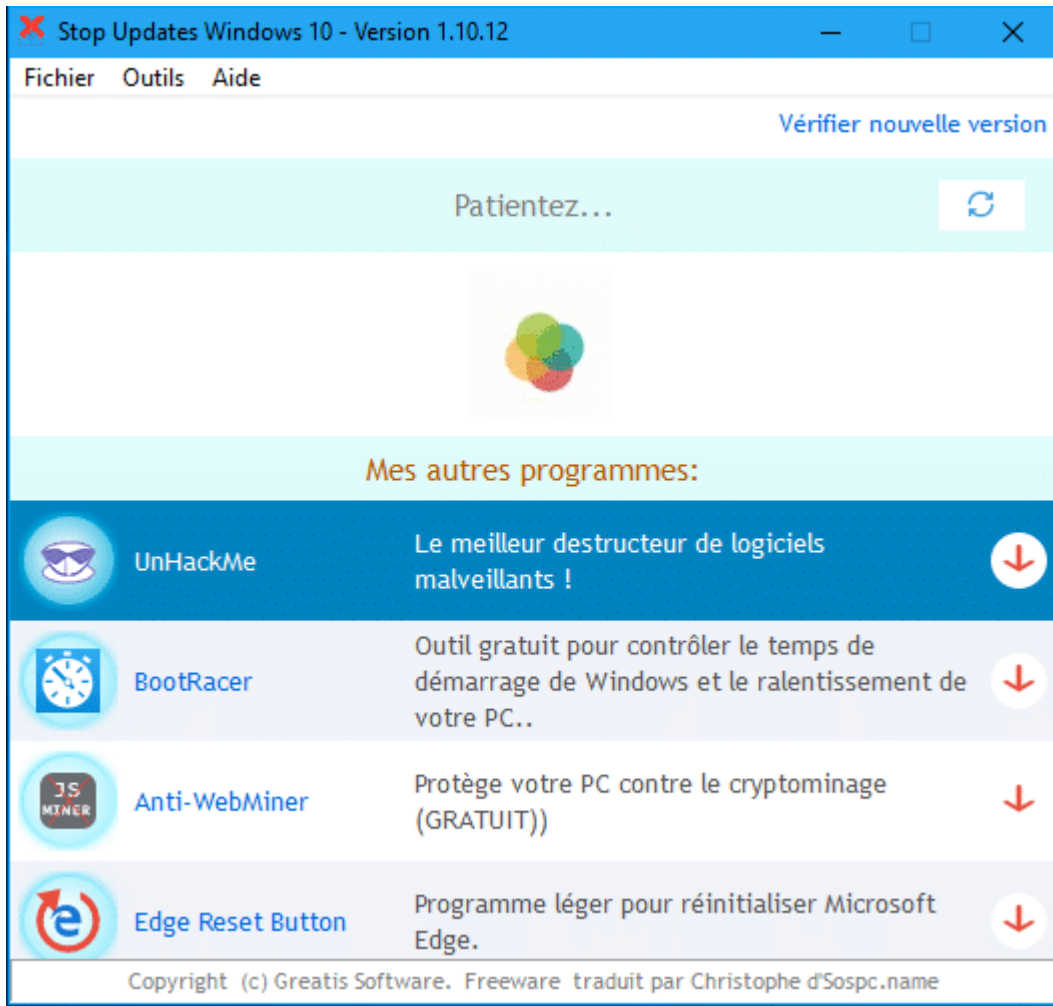 Stop Updates Windows 10 - Version 1.10.12
Fichier Outils Aide
Vérifier nouvelle version
Patientez...
Mes autres programmes:
UnHackMe
Le meilleur destructeur de logiciels
malveillants !
BootRacer
Outil gratuit pour contrôler le temps de
démarrage de Windows et le ralentissement de
votre PC..
JS
MINER
Anti-WebMiner
Protège votre PC contre le cryptominage
(GRATUIT))
Edge Reset Button
Programme léger pour réinitialiser Microsoft
Edge.
Copyright (c) Greatis Software. Freeware traduit par Christophe d'Sospc.name